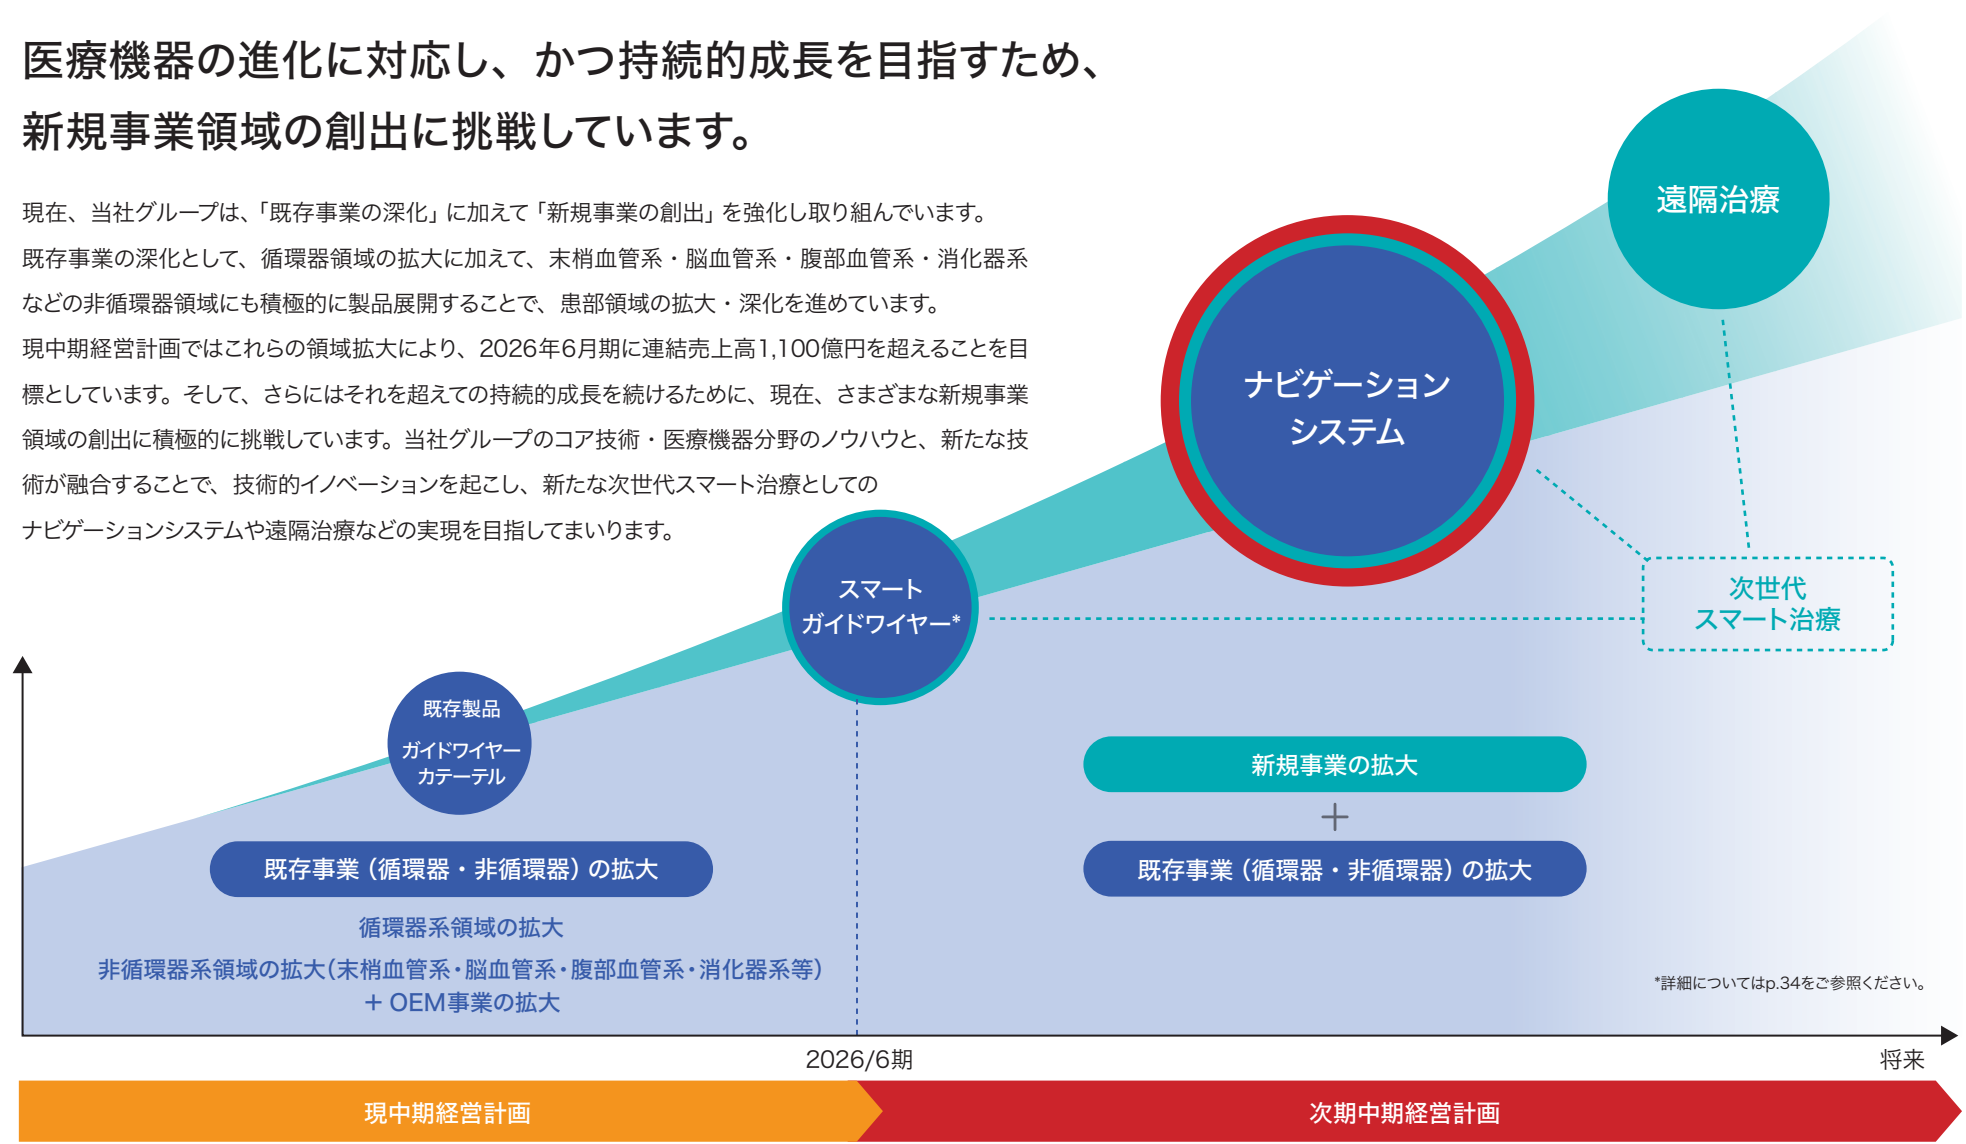 医療機器の進化に対応し、かつ持続的成長を目指すため、
新規事業領域の創出に挑戦しています。
現在、当社グループは、「既存事業の深化」に加えて「新規事業の創出」を強化し取り組んでいます。
既存事業の深化として、循環器領域の拡大に加えて、末梢血管系・脳血管系・腹部血管系・消化器系
などの非循環器領域にも積極的に製品展開することで、患部領域の拡大・深化を進めています。
現中期経営計画ではこれらの領域拡大により、2026年6月期に連結売上高1,100億円を超えることを目
標としています。そして、さらにはそれを超えての持続的成長を続けるために、現在、さまざまな新規事業
領域の創出に積極的に挑戦しています。当社グループのコア技術・医療機器分野のノウハウと、新たな技
術が融合することで、技術的イノベーションを起こし、新たな次世代スマート治療としての
ナビゲーションシステムや遠隔治療などの実現を目指してまいります。
遠隔治療
ナビゲーション
システム
スマート
ガイドワイヤー*
次世代
スマート治療
既存製品
ガイドワイヤー
カテーテル
新規事業の拡大
+
既存事業（循環器・非循環器）の拡大
既存事業（循環器・非循環器）の拡大
循環器系領域の拡大
非循環器系領域の拡大（末梢血管系・脳血管系・腹部血管系・消化器系等）
＋ OEM事業の拡大
*詳細についてはp.34をご参照ください。
2026/6期
将来
現中期経営計画
次期中期経営計画